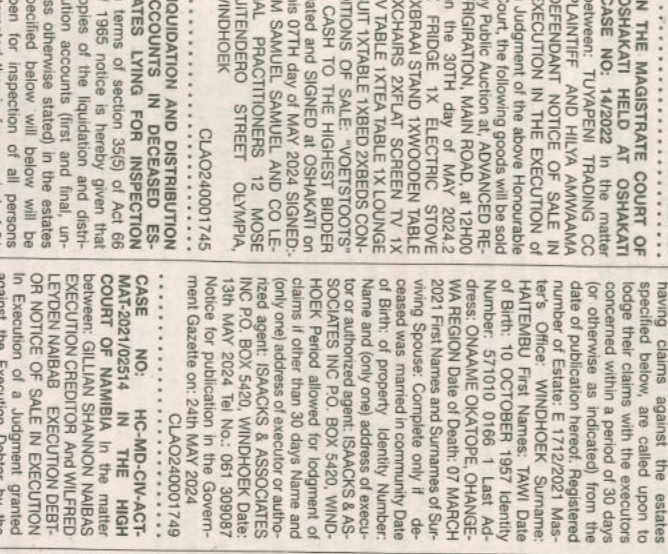 IN THE MAGISTRATE COURT OF
OSHAKATI HELD AT OSHAKATI
CASE NO: 14/2022 In the matter
between: TUYAPEN TRADING CC
PLAINTIFF AND HILYA AMWAAMA
DEFENDANT NOTICE OF SALE IN
EXECUTION IN THE EXECUTION of
a Judgment of the above Honourable
Court, the following goods will be sold
by Public Auction at, ADVANCED RE-
FRIGIRATION, MAIN ROAD, at 12H00
on the 30TH day of MAY 2024.2
FRIDGE 1X ELECTRIC STOVE
XBRAAI STAND 1XWOODEN TABLE
XCHAIRS 2XFLAT SCREEN TV 1X
TV TABLE 1XTEA TABLE 1X LOUNGE
SUIT 1XTABLE 1XBED 2XBEDS CON-
DITIONS OF SALE: "VOETSTOOTS"
CASH TO THE HIGHEST BIDDER
Dated and SIGNED at OSHAKATI on
this 07TH day of MAY 2024 SIGNED:-
M SAMUEL SAMUEL AND CO LE-
GAL PRACTITIONERS 12 MOSE
TJITENDERO STREET OLYMPIA,
WINDHOEK
CLAO240001745
LIQUIDATION AND DISTRIBUTION
ACCOUNTS IN DECEASED ES-
TATES LYING FOR INSPECTION
In terms of section 35(5) of Act 66
of 1965 notice is hereby given that
copies of the liquidation and distri-
bution accounts (first and final, un-
less otherwise stated) in the estates
specified below will below will be
open for inspection of all persons
having claims against the estates
specified below, are called upon to
lodge their claims with the executors
concerned within a period of 30 days
(or otherwise as indicated) from the
date of publication hereof, Registered
number of Estate: E 1712/2021 Mas-
ter's Office: WINDHOEK Surname:
HAITEMBU First Names: TAWI Date
of Birth: 10 OCTOBER 1957 Identity
Number: 571010 0166 1 Last Ad-
dress: ONAAME OKATOPE, OHANGE-
WA REGION Date of Death: 07 MARCH
2021 First Names and Surnames of Sur-
viving Spouse: Complete only if de-
ceased was married in community Date
of Birth: of property Identity Number:
Name and (only one) address of execu-
tor or authorized agent: ISAACKS & AS-
SOCIATES INC P.O. BOX 5420, WIND-
HOEK Period allowed for lodgment of
claims if other than 30 days Name and
(only one) address of executor or autho-
rized agent: ISAACKS & ASSOCIATES
INC P.O. BOX 5420, WINDHOEK Date:
13th MAY 2024 Tel No.: 061 309087
Notice for publication in the Govern-
ment Gazette on: 24th MAY 2024
CLAO240001749
CASE NO: HC-MD-CIV-ACT-
MAT-2021/02514 IN THE HIGH
COURT OF NAMIBIA In the matter
between: GILLIAN SHANNON NAIBAS
EXECUTION CREDITOR And WILFRED
LEYDEN NAIBAB EXECUTION DEBT-
OR NOTICE OF SALE IN EXECUTION
In Execution of a Judgment granted
against the Execution Debtor by the